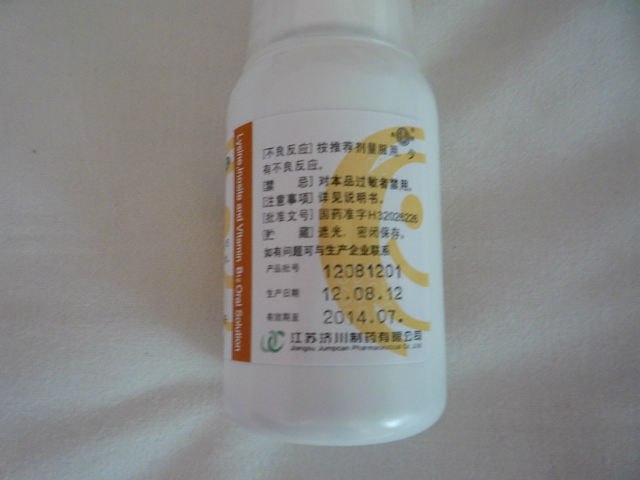 Lysine,Inosite and Vitamin B₁₂ Oral Solution
[不良反应] 按推荐剂量服用，少
有不良反应。
[禁 忌] 对本品过敏者禁用。
[注意事项] 详见说明书。
[批准文号] 国药准字H32026226
[贮 藏] 遮光，密闭保存。
如有问题可与生产企业联系
产品批号 12081201
生产日期 12.08.12
有效期至 2014.07.
江苏济川制药有限公司
Jiangsu Jumpcan Pharmaceutical Co.,Ltd.